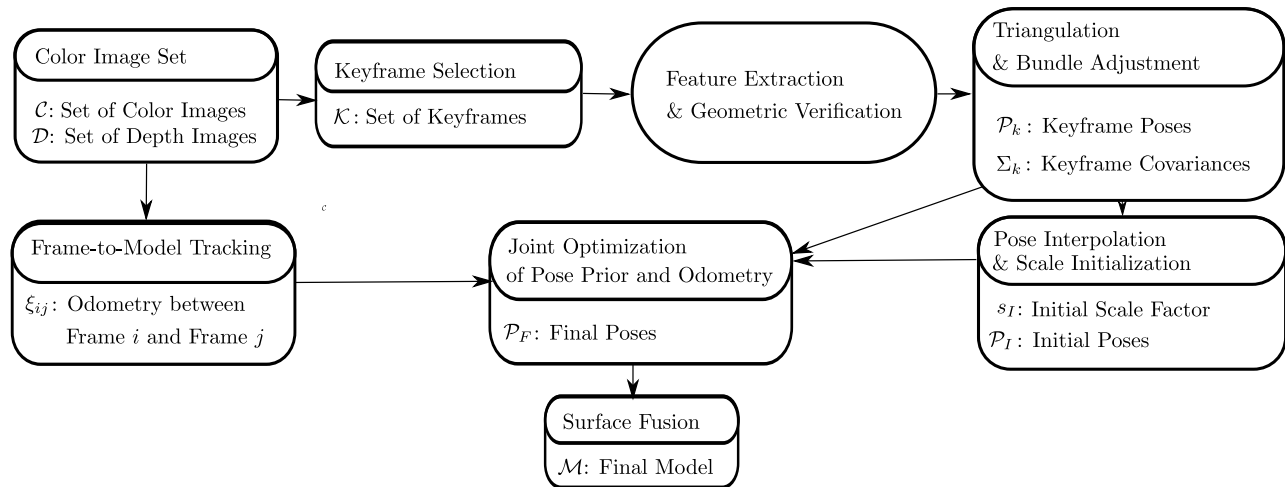 Color Image Set
𝒞: Set of Color Images
𝒟: Set of Depth Images
Keyframe Selection
𝒦: Set of Keyframes
Feature Extraction
& Geometric Verification
Triangulation
& Bundle Adjustment
𝒫ₖ: Keyframe Poses
Σₖ: Keyframe Covariances
Frame-to-Model Tracking
ξᵢⱼ: Odometry between
Frame i and Frame j
c
Joint Optimization
of Pose Prior and Odometry
𝒫_F: Final Poses
Pose Interpolation
& Scale Initialization
s_I: Initial Scale Factor
𝒫_I: Initial Poses
Surface Fusion
ℳ: Final Model